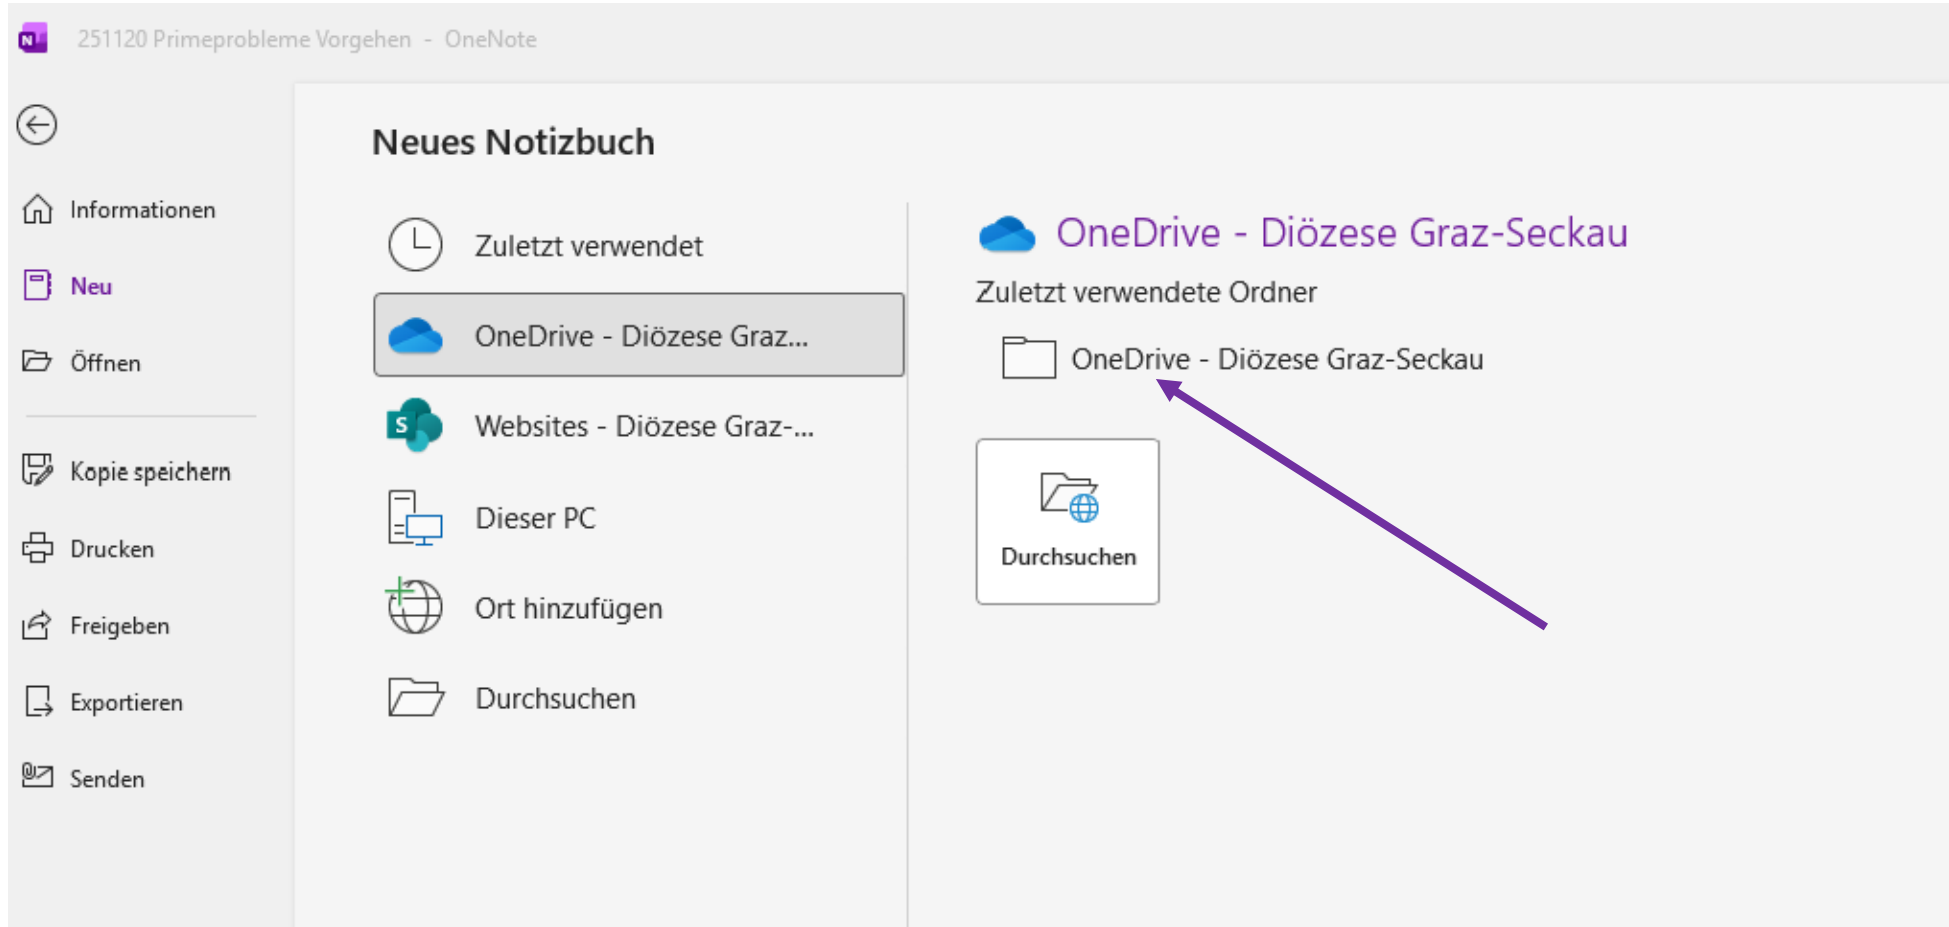 251120 Primeprobleme Vorgehen - OneNote
Informationen
Neu
Öffnen
Kopie speichern
Drucken
Freigeben
Exportieren
Senden
Neues Notizbuch
Zuletzt verwendet
OneDrive - Diözese Graz...
Websites - Diözese Graz-...
Dieser PC
Ort hinzufügen
Durchsuchen
OneDrive - Diözese Graz-Seckau
Zuletzt verwendete Ordner
OneDrive - Diözese Graz-Seckau
Durchsuchen